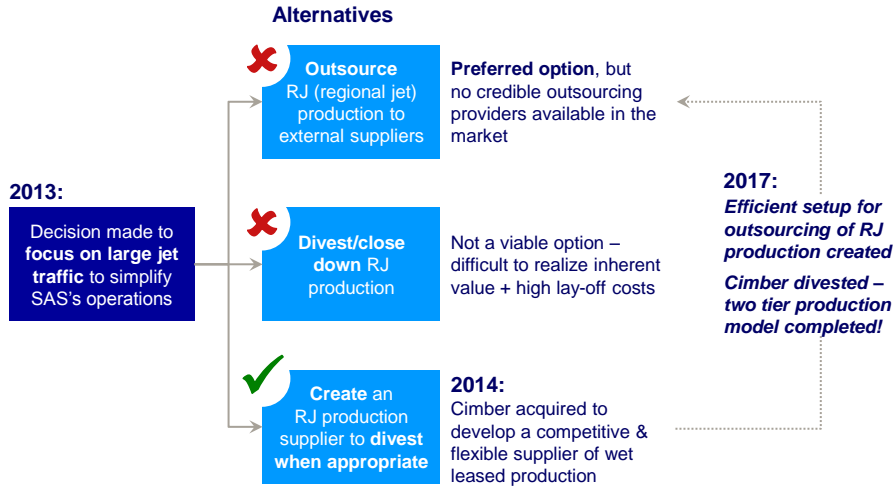 Alternatives
Outsource
RJ (regional jet)
production to
external suppliers
Preferred option, but
no credible outsourcing
providers available in the
market
2013:
Decision made to
focus on large jet
traffic to simplify
SAS's operations
Divest/close
down RJ
production
Not a viable option –
difficult to realize inherent
value + high lay-off costs
2017:
Efficient setup for
outsourcing of RJ
production created
Cimber divested –
two tier production
model completed!
Create an
RJ production
supplier to divest
when appropriate
2014:
Cimber acquired to
develop a competitive &
flexible supplier of wet
leased production